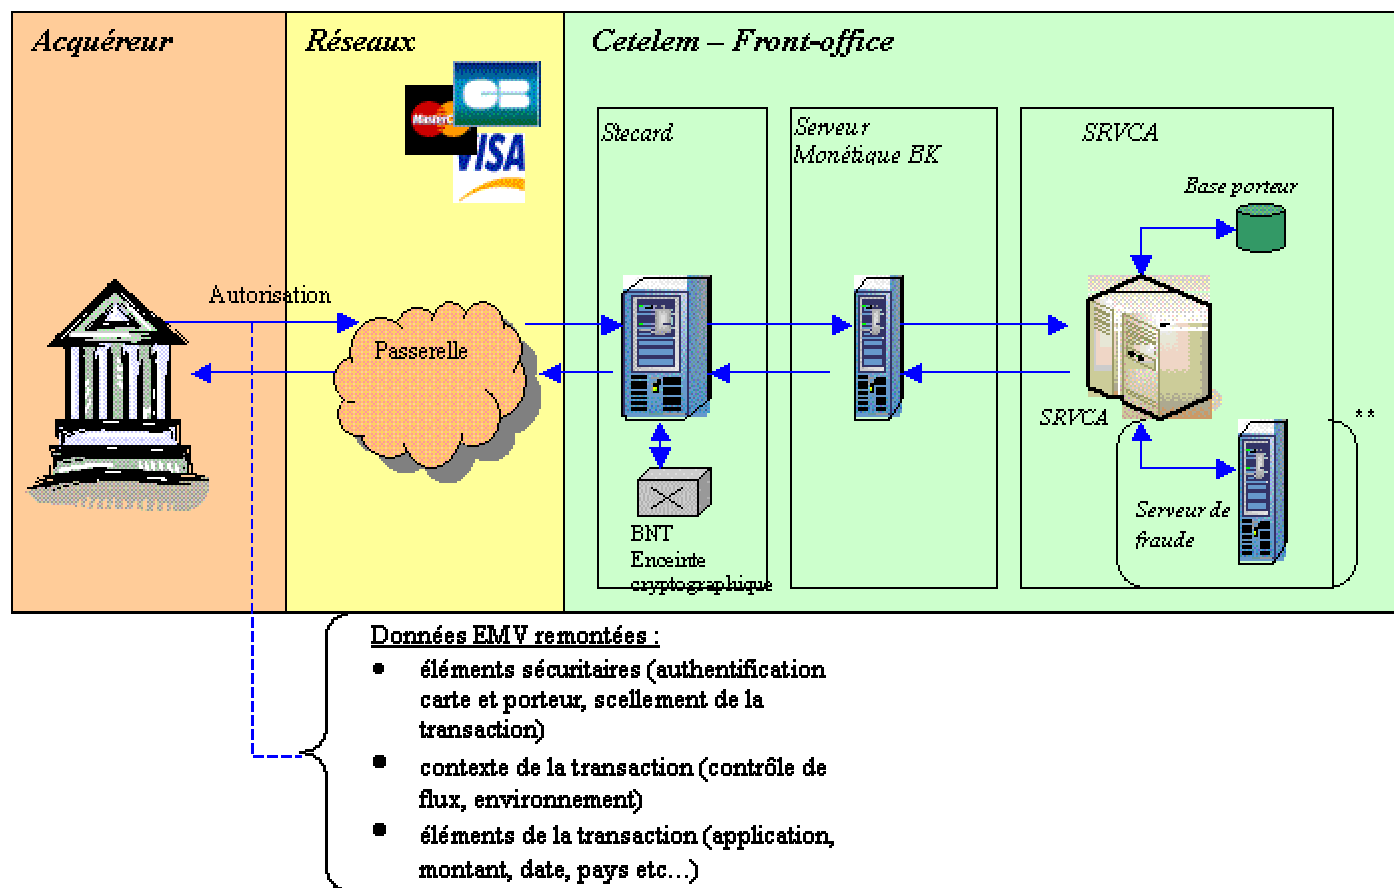 Acquéreur
Réseaux
Cetelem – Front-office
MasterCard
CB
VISA
Stecard
Serveur
Monétique BK
SRVCA
Base porteur
Autorisation
Passerelle
SRVCA
**
BNT
Enceinte
cryptographique
Serveur de
fraude
Données EMV remontées :
• éléments sécuritaires (authentification
carte et porteur, scellement de la
transaction)
• contexte de la transaction (contrôle de
flux, environnement)
• éléments de la transaction (application,
montant, date, pays etc…)